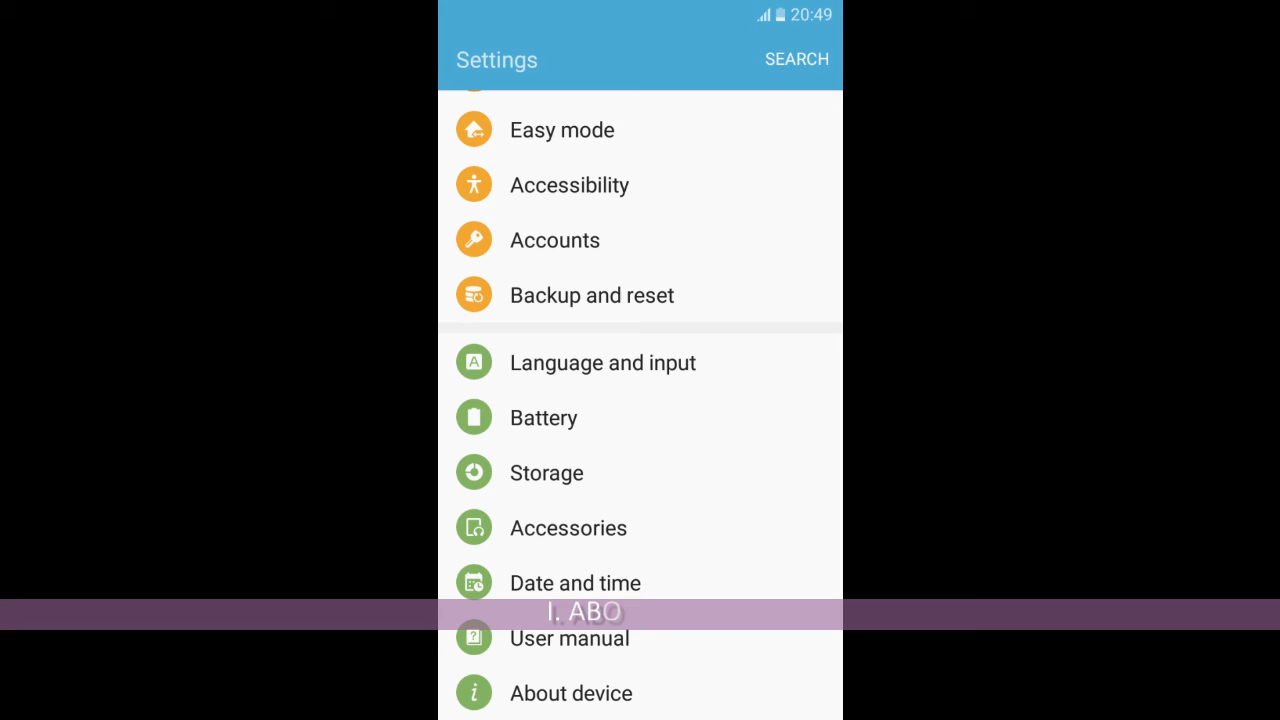 20:49
Settings
SEARCH
Easy mode
Accessibility
Accounts
Backup and reset
A
Language and input
Battery
Storage
Accessories
Date and time
I. ABO
?
User manual
i
About device